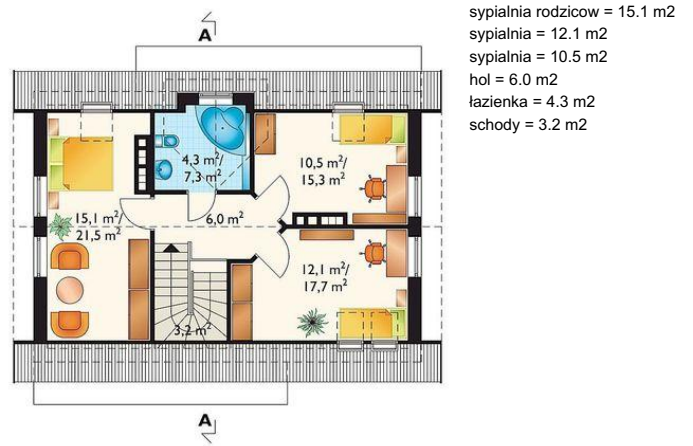 A
sypialnia rodzicow = 15.1 m2
sypialnia = 12.1 m2
sypialnia = 10.5 m2
hol = 6.0 m2
łazienka = 4.3 m2
schody = 3.2 m2
4,3 m²/
7,3 m²
10,5 m²/
15,3 m²
15,1 m²/
21,5 m²
6,0 m²
12,1 m²/
17,7 m²
3,2 m²
A